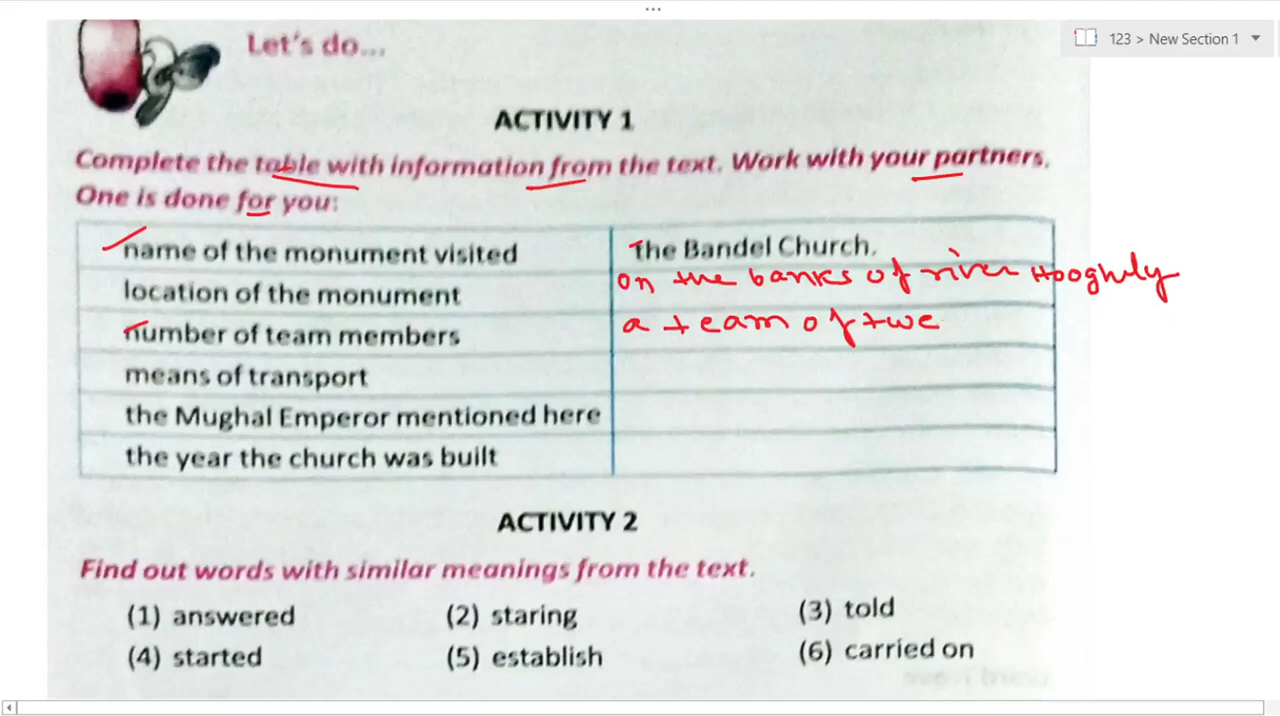 ...
123 > New Section 1
Let's do...
ACTIVITY 1
Complete the table with information from the text. Work with your partners.
One is done for you:
name of the monument visited The Bandel Church.
location of the monument on the banks of river Hooghly
number of team members a team of twe
means of transport
the Mughal Emperor mentioned here
the year the church was built
ACTIVITY 2
Find out words with similar meanings from the text.
(1) answered (2) staring (3) told
(4) started (5) establish (6) carried on